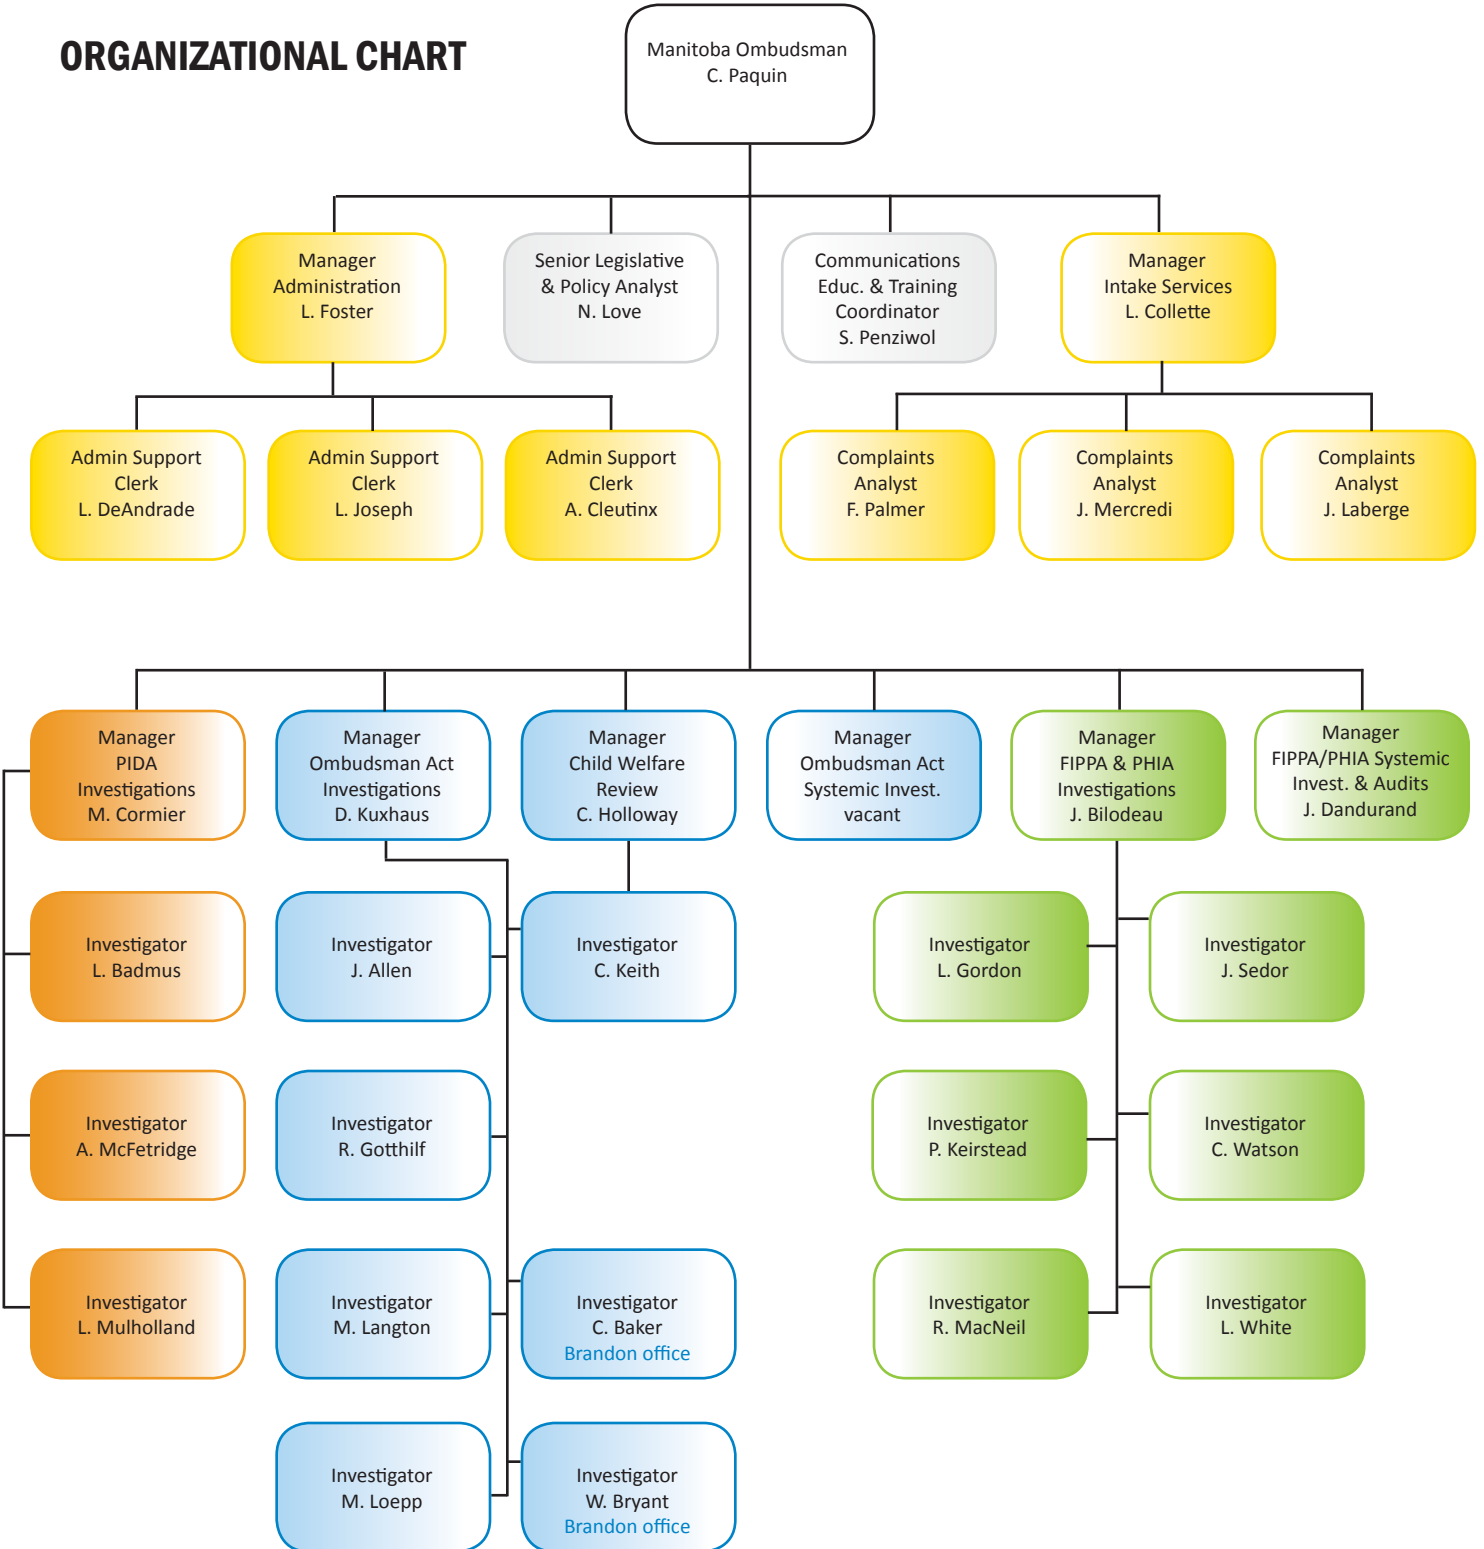 ORGANIZATIONAL CHART
Manitoba Ombudsman
C. Paquin
Manager
Administration
L. Foster
Senior Legislative
& Policy Analyst
N. Love
Communications
Educ. & Training
Coordinator
S. Penziwol
Manager
Intake Services
L. Collette
Admin Support
Clerk
L. DeAndrade
Admin Support
Clerk
L. Joseph
Admin Support
Clerk
A. Cleutinx
Complaints
Analyst
F. Palmer
Complaints
Analyst
J. Mercredi
Complaints
Analyst
J. Laberge
Manager
PIDA
Investigations
M. Cormier
Manager
Ombudsman Act
Investigations
D. Kuxhaus
Manager
Child Welfare
Review
C. Holloway
Manager
Ombudsman Act
Systemic Invest.
vacant
Manager
FIPPA & PHIA
Investigations
J. Bilodeau
Manager
FIPPA/PHIA Systemic
Invest. & Audits
J. Dandurand
Investigator
L. Badmus
Investigator
J. Allen
Investigator
C. Keith
Investigator
L. Gordon
Investigator
J. Sedor
Investigator
A. McFetridge
Investigator
R. Gotthilf
Investigator
P. Keirstead
Investigator
C. Watson
Investigator
L. Mulholland
Investigator
M. Langton
Investigator
C. Baker
Brandon office
Investigator
R. MacNeil
Investigator
L. White
Investigator
M. Loepp
Investigator
W. Bryant
Brandon office